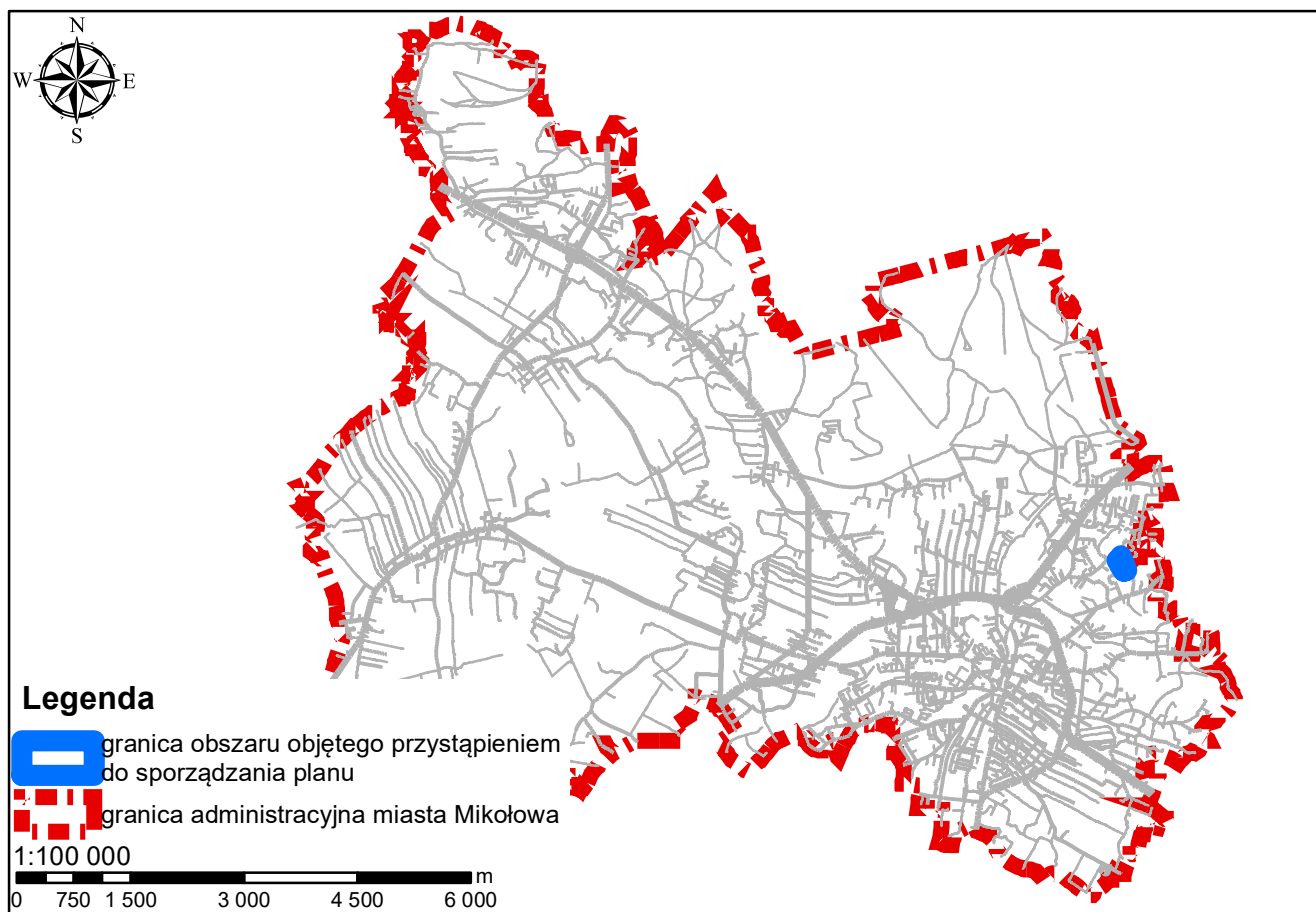 N
W E
S
Legenda
granica obszaru objętego przystąpieniem
do sporządzania planu
granica administracyjna miasta Mikołowa
1:100 000
m
0 750 1 500 3 000 4 500 6 000